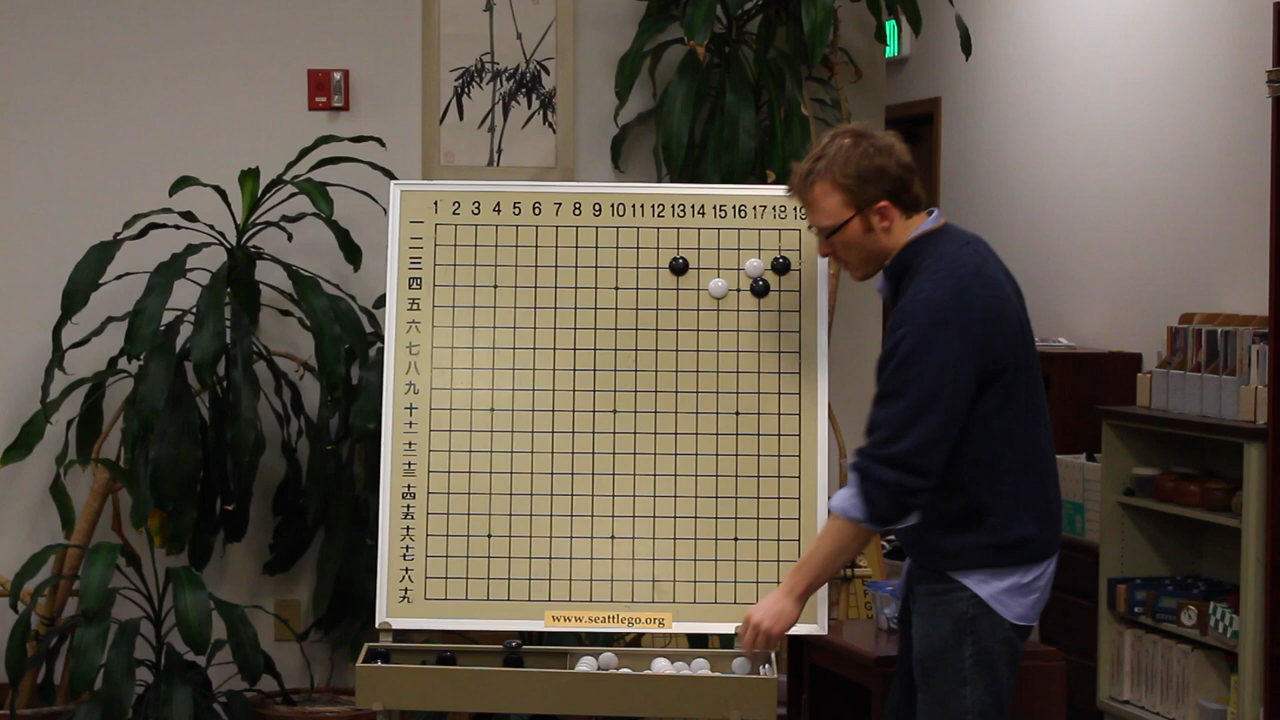 1 2 3 4 5 6 7 8 9 10 11 12 13 14 15 16 17 18 19
一
二
三
四
五
六
七
八
九
十
十一
十二
十三
十四
十五
十六
十七
十八
十九
www.seattlego.org